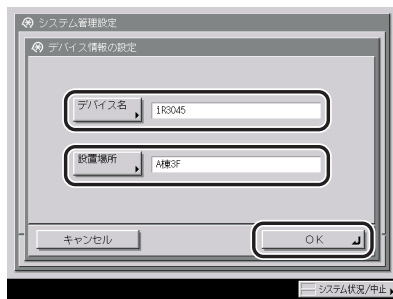 システム管理設定
デバイス情報の設定
デバイス名
iR3045
設置場所
A棟3F
キャンセル
OK
システム状況/中止